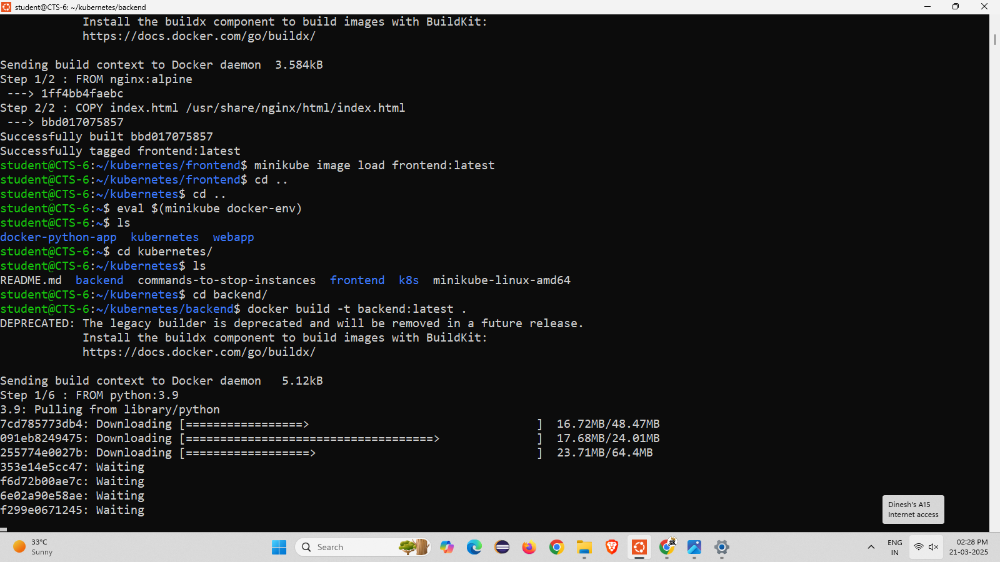 student@CTS-6: ~/kubernetes/backend
            Install the buildx component to build images with BuildKit:
            https://docs.docker.com/go/buildx/
Sending build context to Docker daemon  3.584kB
Step 1/2 : FROM nginx:alpine
 ---> 1ff4bb4faebc
Step 2/2 : COPY index.html /usr/share/nginx/html/index.html
 ---> bbd017075857
Successfully built bbd017075857
Successfully tagged frontend:latest
student@CTS-6:~/kubernetes/frontend$ minikube image load frontend:latest
student@CTS-6:~/kubernetes/frontend$ cd ..
student@CTS-6:~/kubernetes$ cd ..
student@CTS-6:~$ eval $(minikube docker-env)
student@CTS-6:~$ ls
docker-python-app  kubernetes  webapp
student@CTS-6:~$ cd kubernetes/
student@CTS-6:~/kubernetes$ ls
README.md  backend  commands-to-stop-instances  frontend  k8s  minikube-linux-amd64
student@CTS-6:~/kubernetes$ cd backend/
student@CTS-6:~/kubernetes/backend$ docker build -t backend:latest .
DEPRECATED: The legacy builder is deprecated and will be removed in a future release.
            Install the buildx component to build images with BuildKit:
            https://docs.docker.com/go/buildx/
Sending build context to Docker daemon   5.12kB
Step 1/6 : FROM python:3.9
3.9: Pulling from library/python
7cd785773db4: Downloading [=================>                                 ]  16.72MB/48.47MB
091eb8249475: Downloading [====================================>              ]  17.68MB/24.01MB
255774e0027b: Downloading [==================>                                ]  23.71MB/64.4MB
353e14e5cc47: Waiting
f6d72b00ae7c: Waiting
6e02a90e58ae: Waiting
f299e0671245: Waiting
Dinesh's A15
Internet access
33°C
Sunny
Search
SK
ENG
IN
02:28 PM
21-03-2025